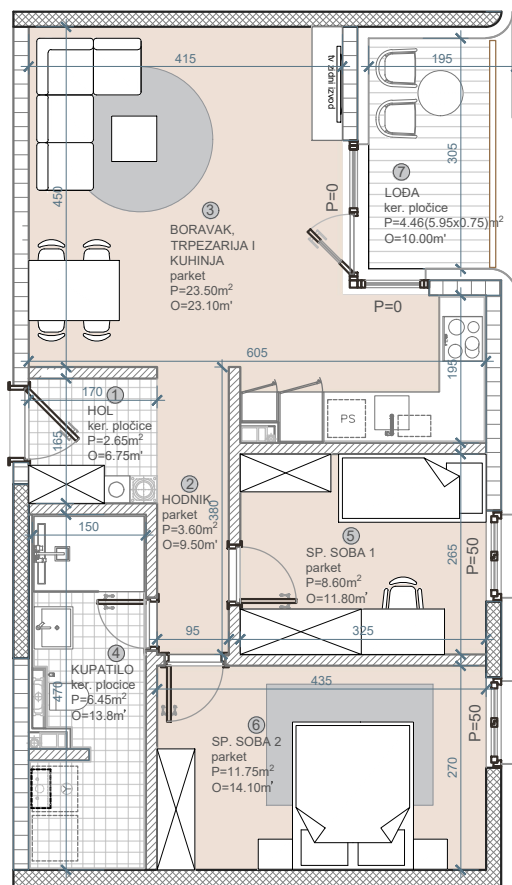 415
195
tv zidni izvod
305
7
LOĐA
ker. pločice
P=4.46(5.95x0.75)m²
O=10.00m'
450
3
BORAVAK,
TRPEZARIJA I
KUHINJA
parket
P=23.50m²
O=23.10m'
P=0
P=0
605
195
170
1
HOL
ker. pločice
P=2.65m²
O=6.75m'
165
PS
2
HODNIK
parket
P=3.60m²
O=9.50m'
380
150
5
SP. SOBA 1
parket
P=8.60m²
O=11.80m'
265
P=50
95
325
4
KUPATILO
ker. plocice
P=6.45m²
O=13.8m'
470
435
6
SP. SOBA 2
parket
P=11.75m²
O=14.10m'
270
P=50